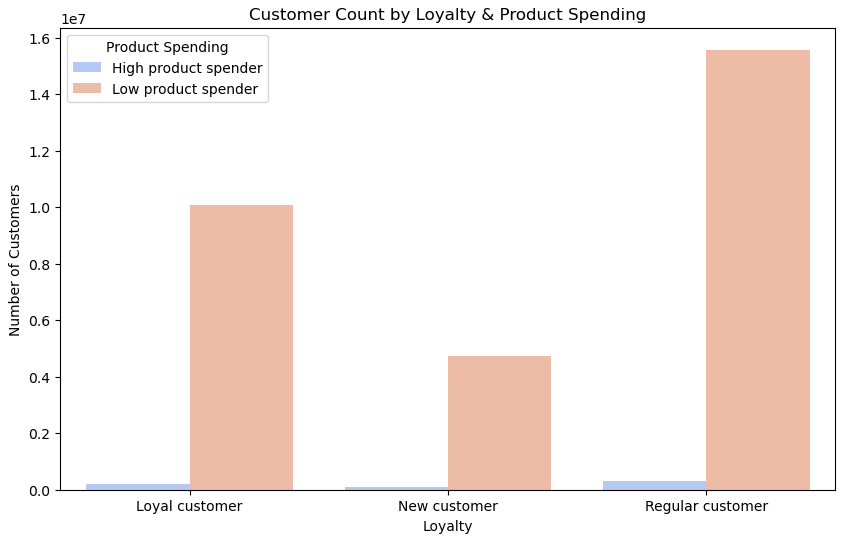 Customer Count by Loyalty & Product Spending
1e7
Product Spending
High product spender
Low product spender
1.6
1.4
1.2
1.0
0.8
0.6
0.4
0.2
0.0
Number of Customers
Loyal customer
New customer
Regular customer
Loyalty